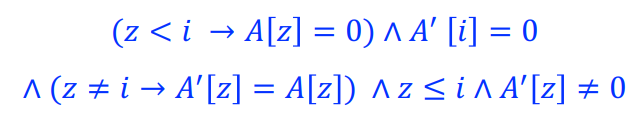 (z < i → A[z] = 0) ∧ A′ [i] = 0
∧ (z ≠ i → A′[z] = A[z]) ∧ z ≤ i ∧ A′[z] ≠ 0